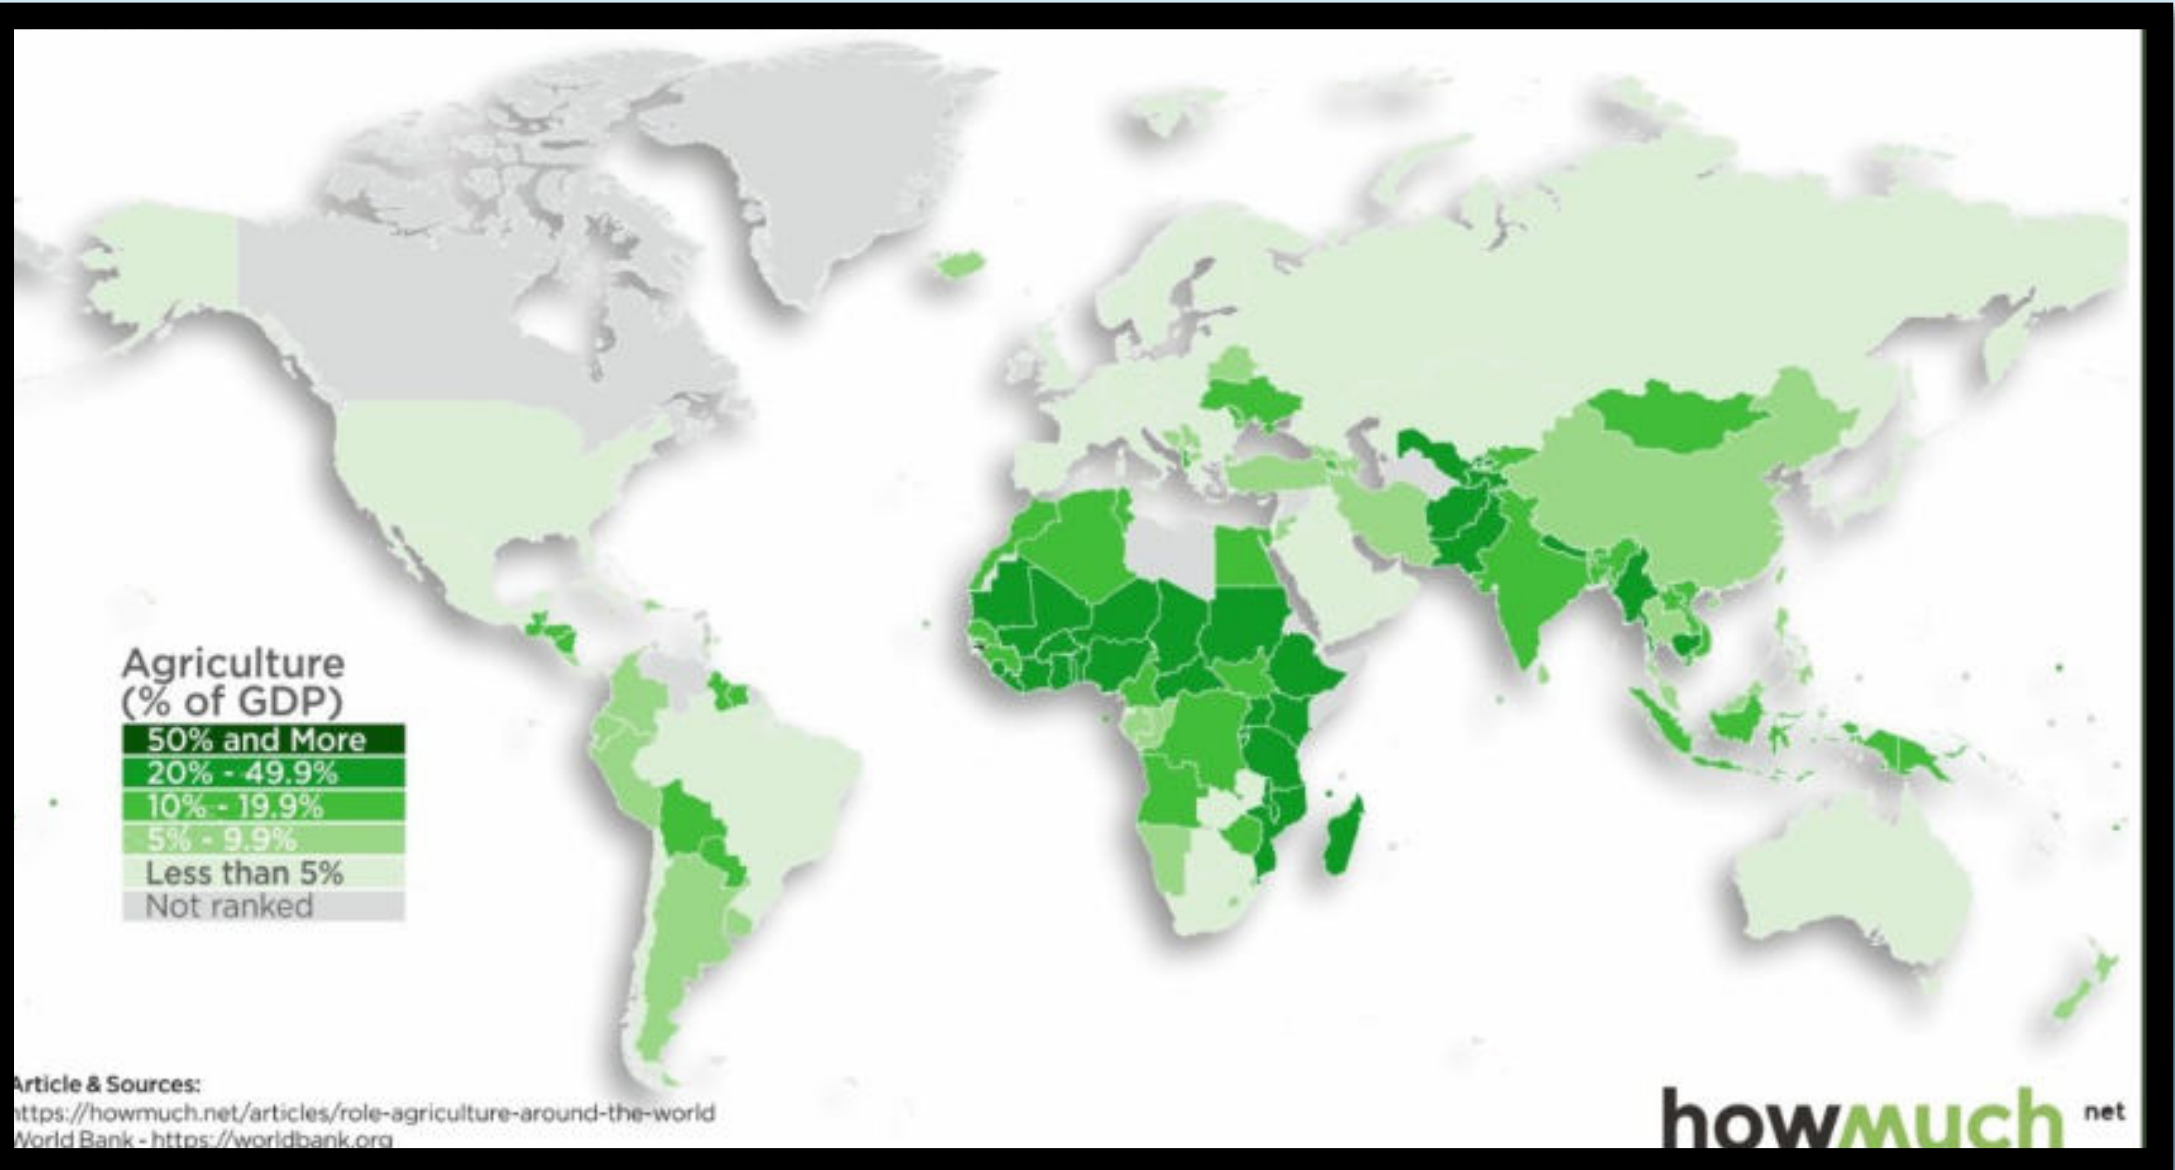 Agriculture
(% of GDP)
50% and More
20% - 49.9%
10% - 19.9%
5% - 9.9%
Less than 5%
Not ranked
Article & Sources:
https://howmuch.net/articles/role-agriculture-around-the-world
World Bank - https://worldbank.org
howmuch net